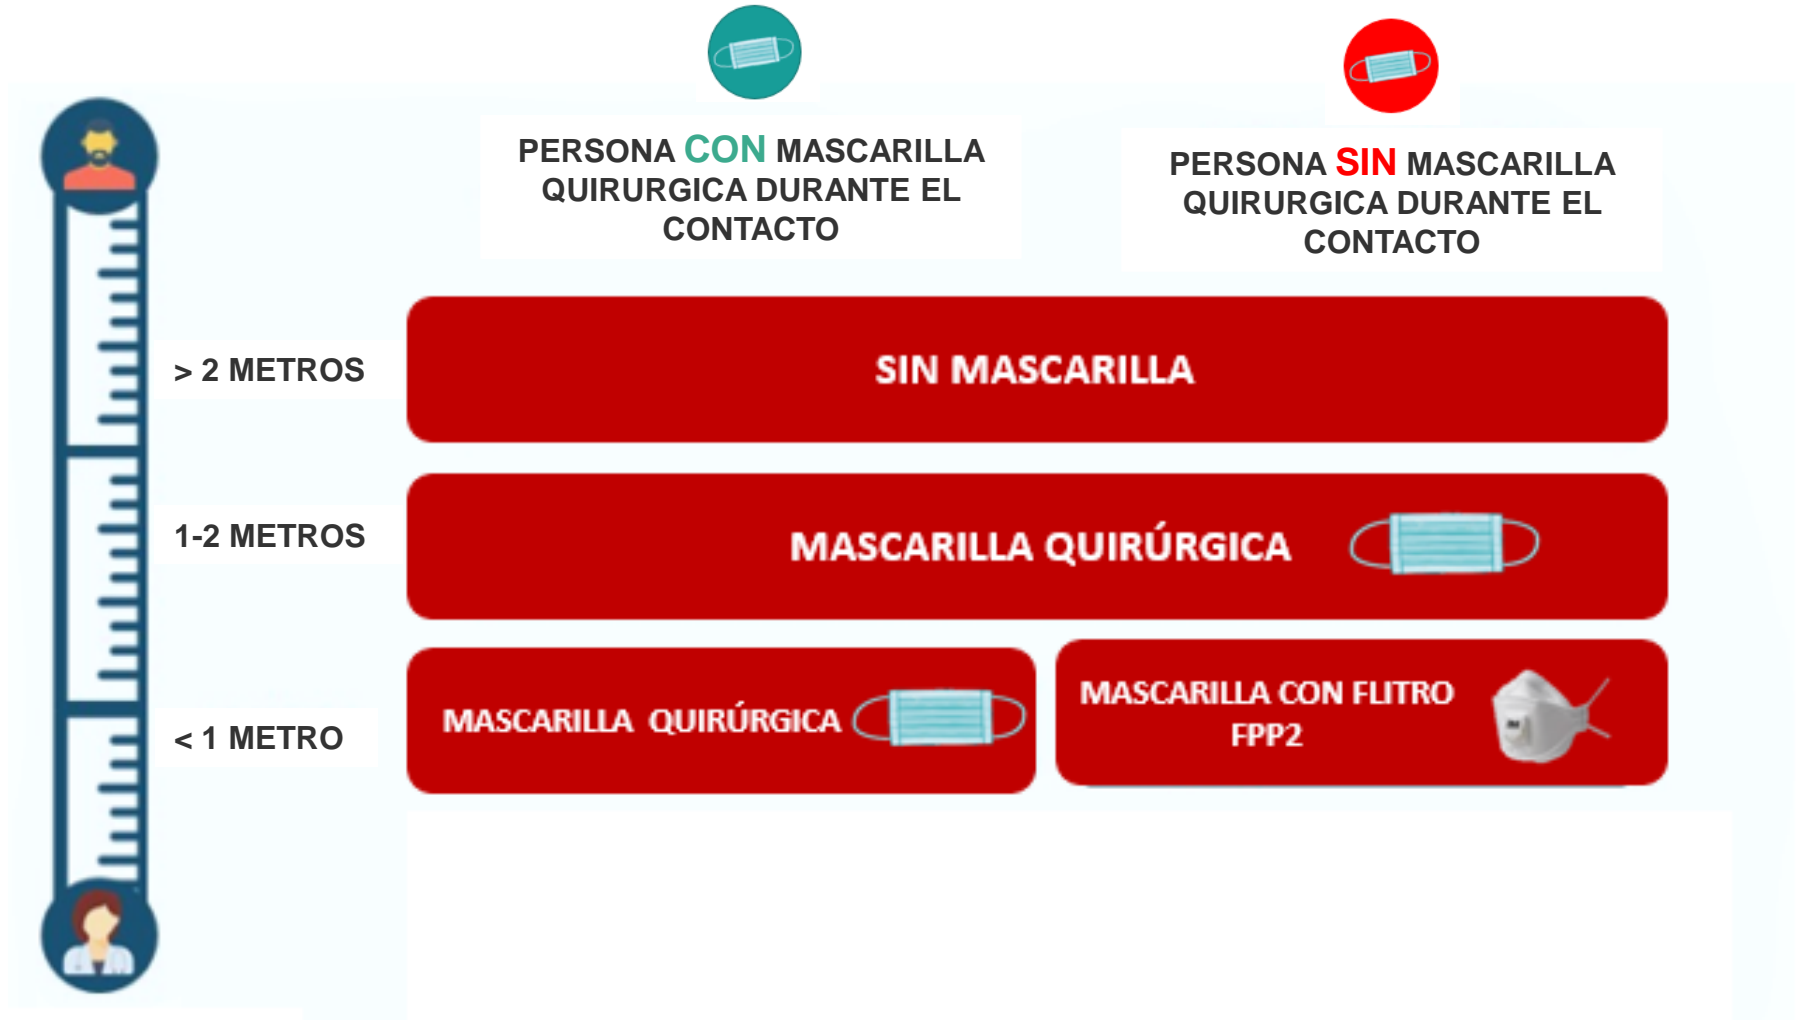 PERSONA CON MASCARILLA
QUIRURGICA DURANTE EL
CONTACTO
PERSONA SIN MASCARILLA
QUIRURGICA DURANTE EL
CONTACTO
> 2 METROS
SIN MASCARILLA
1-2 METROS
MASCARILLA QUIRÚRGICA
< 1 METRO
MASCARILLA QUIRÚRGICA
MASCARILLA CON FLITRO
FPP2